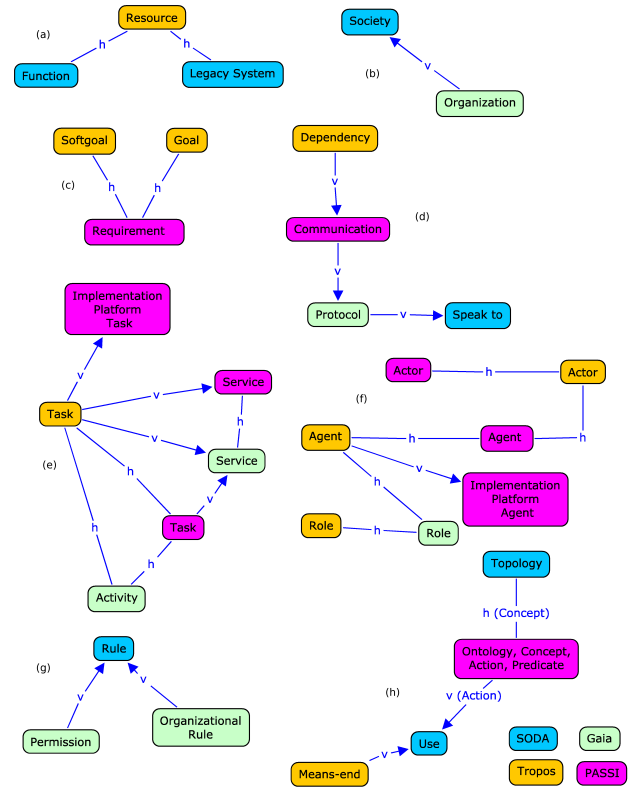 (a)
Resource
h
h
Function
Legacy System
Society
v
(b)
Organization
Softgoal
Goal
(c)
h
h
Requirement
Dependency
v
Communication
(d)
v
Protocol
v
Speak to
Implementation
Platform
Task
v
Service
v
Task
h
v
(e)
Service
h
v
h
Task
h
Activity
Actor
h
Actor
(f)
Agent
h
Agent
h
v
h
Implementation
Platform
Agent
Role
h
Role
(g)
Rule
v
v
Permission
Organizational
Rule
Topology
h (Concept)
Ontology, Concept,
Action, Predicate
(h)
v (Action)
Use
v
Means-end
SODA
Gaia
Tropos
PASSI